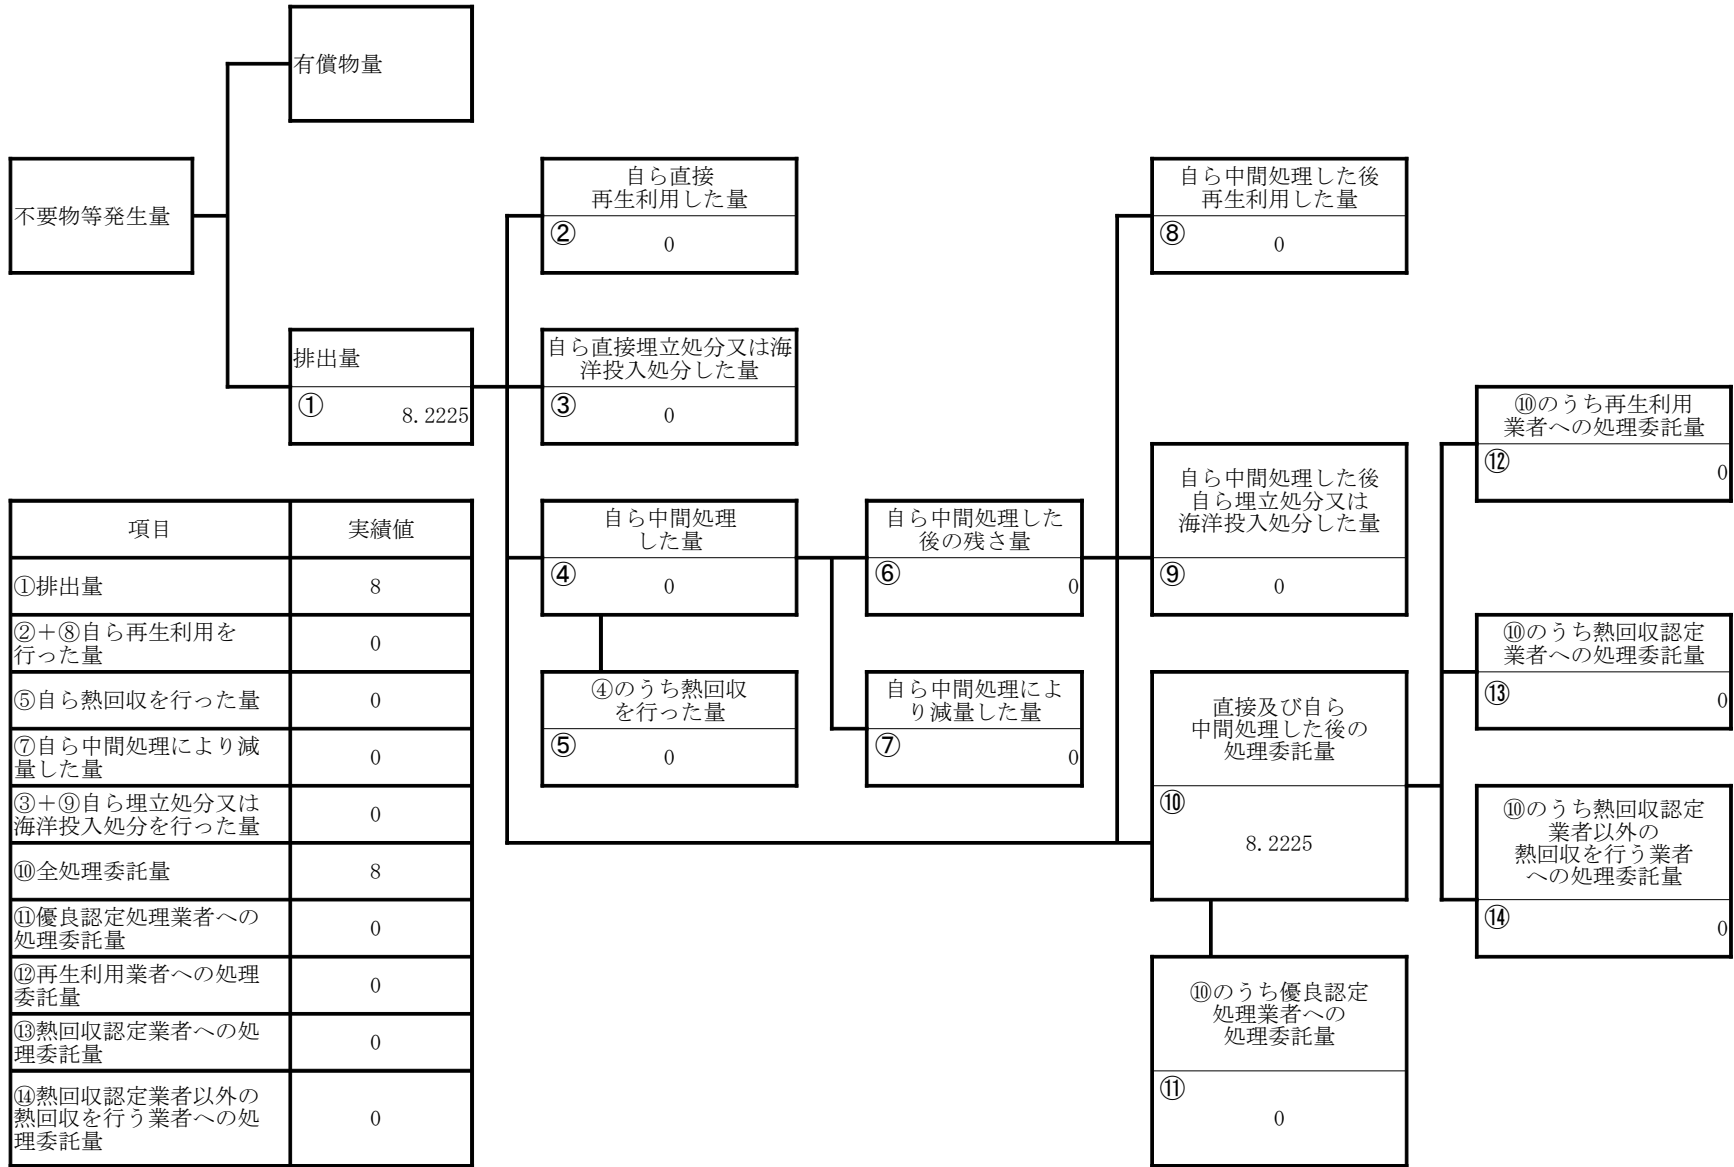 有償物量
不要物等発生量
自ら直接
再生利用した量
②
0
自ら中間処理した後
再生利用した量
⑧
0
排出量
①
8.2225
自ら直接埋立処分又は海
洋投入処分した量
③
0
⑩のうち再生利用
業者への処理委託量
⑫
0
自ら中間処理
した量
④
0
自ら中間処理した
後の残さ量
⑥
0
自ら中間処理した後
自ら埋立処分又は
海洋投入処分した量
⑨
0
⑩のうち熱回収認定
業者への処理委託量
⑬
0
④のうち熱回収
を行った量
⑤
0
自ら中間処理によ
り減量した量
⑦
0
直接及び自ら
中間処理した後の
処理委託量
⑩
8.2225
⑩のうち熱回収認定
業者以外の
熱回収を行う業者
への処理委託量
⑭
0
⑩のうち優良認定
処理業者への
処理委託量
⑪
0
項目 実績値
①排出量 8
②+⑧自ら再生利用を
行った量 0
⑤自ら熱回収を行った量 0
⑦自ら中間処理により減
量した量 0
③+⑨自ら埋立処分又は
海洋投入処分を行った量 0
⑩全処理委託量 8
⑪優良認定処理業者への
処理委託量 0
⑫再生利用業者への処理
委託量 0
⑬熱回収認定業者への処
理委託量 0
⑭熱回収認定業者以外の
熱回収を行う業者への処
理委託量 0